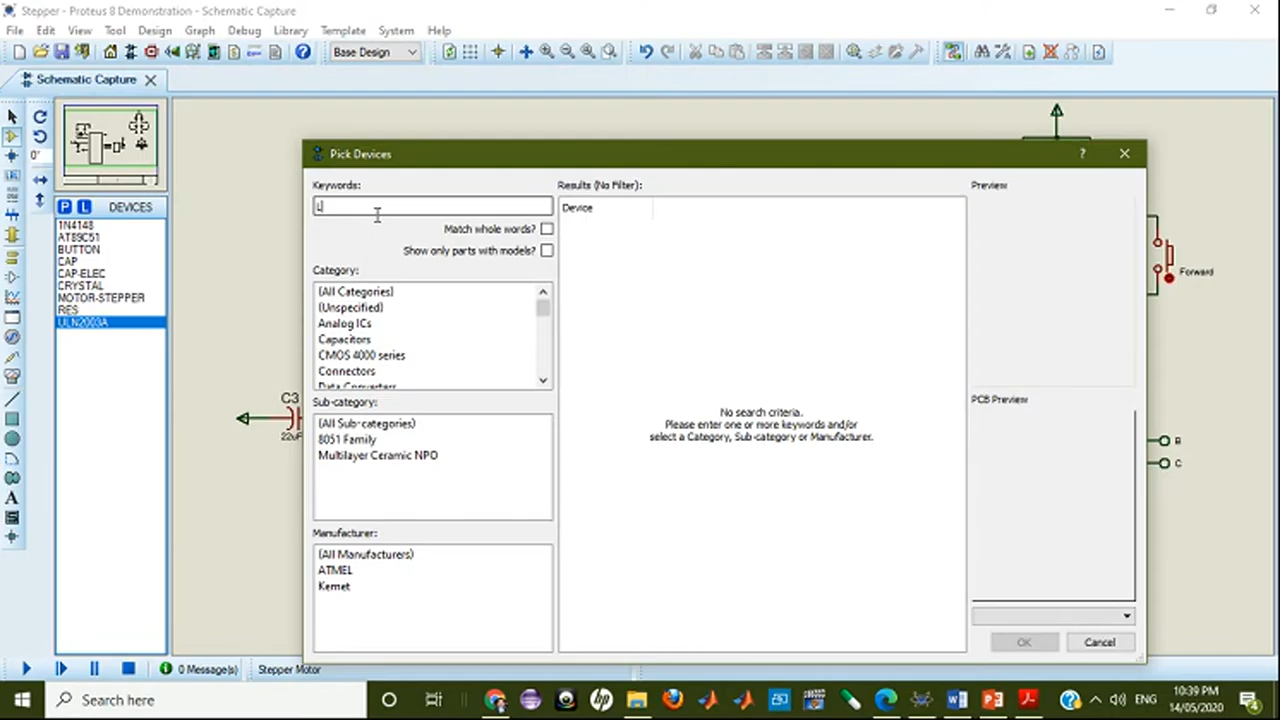 Stepper - Proteus 8 Demonstration - Schematic Capture
File Edit View Tool Design Graph Debug Library Template System Help
Base Design
Schematic Capture
0°
P L DEVICES
1N4148
AT89C51
BUTTON
CAP
CAP-ELEC
CRYSTAL
MOTOR-STEPPER
RES
ULN2003A
Pick Devices
Keywords:
L
Match whole words?
Show only parts with models?
Category:
(All Categories)
(Unspecified)
Analog ICs
Capacitors
CMOS 4000 series
Connectors
Data Converters
Sub-category:
(All Sub-categories)
8051 Family
Multilayer Ceramic NPO
Manufacturer:
(All Manufacturers)
ATMEL
Kemet
Results (No Filter):
Device
No search criteria.
Please enter one or more keywords and/or
select a Category, Sub-category or Manufacturer.
Preview
PCB Preview
OK Cancel
C3
22uF
Forward
B
C
0 Message(s) Stepper Motor
Search here
ENG
10:39 PM
14/05/2020
4